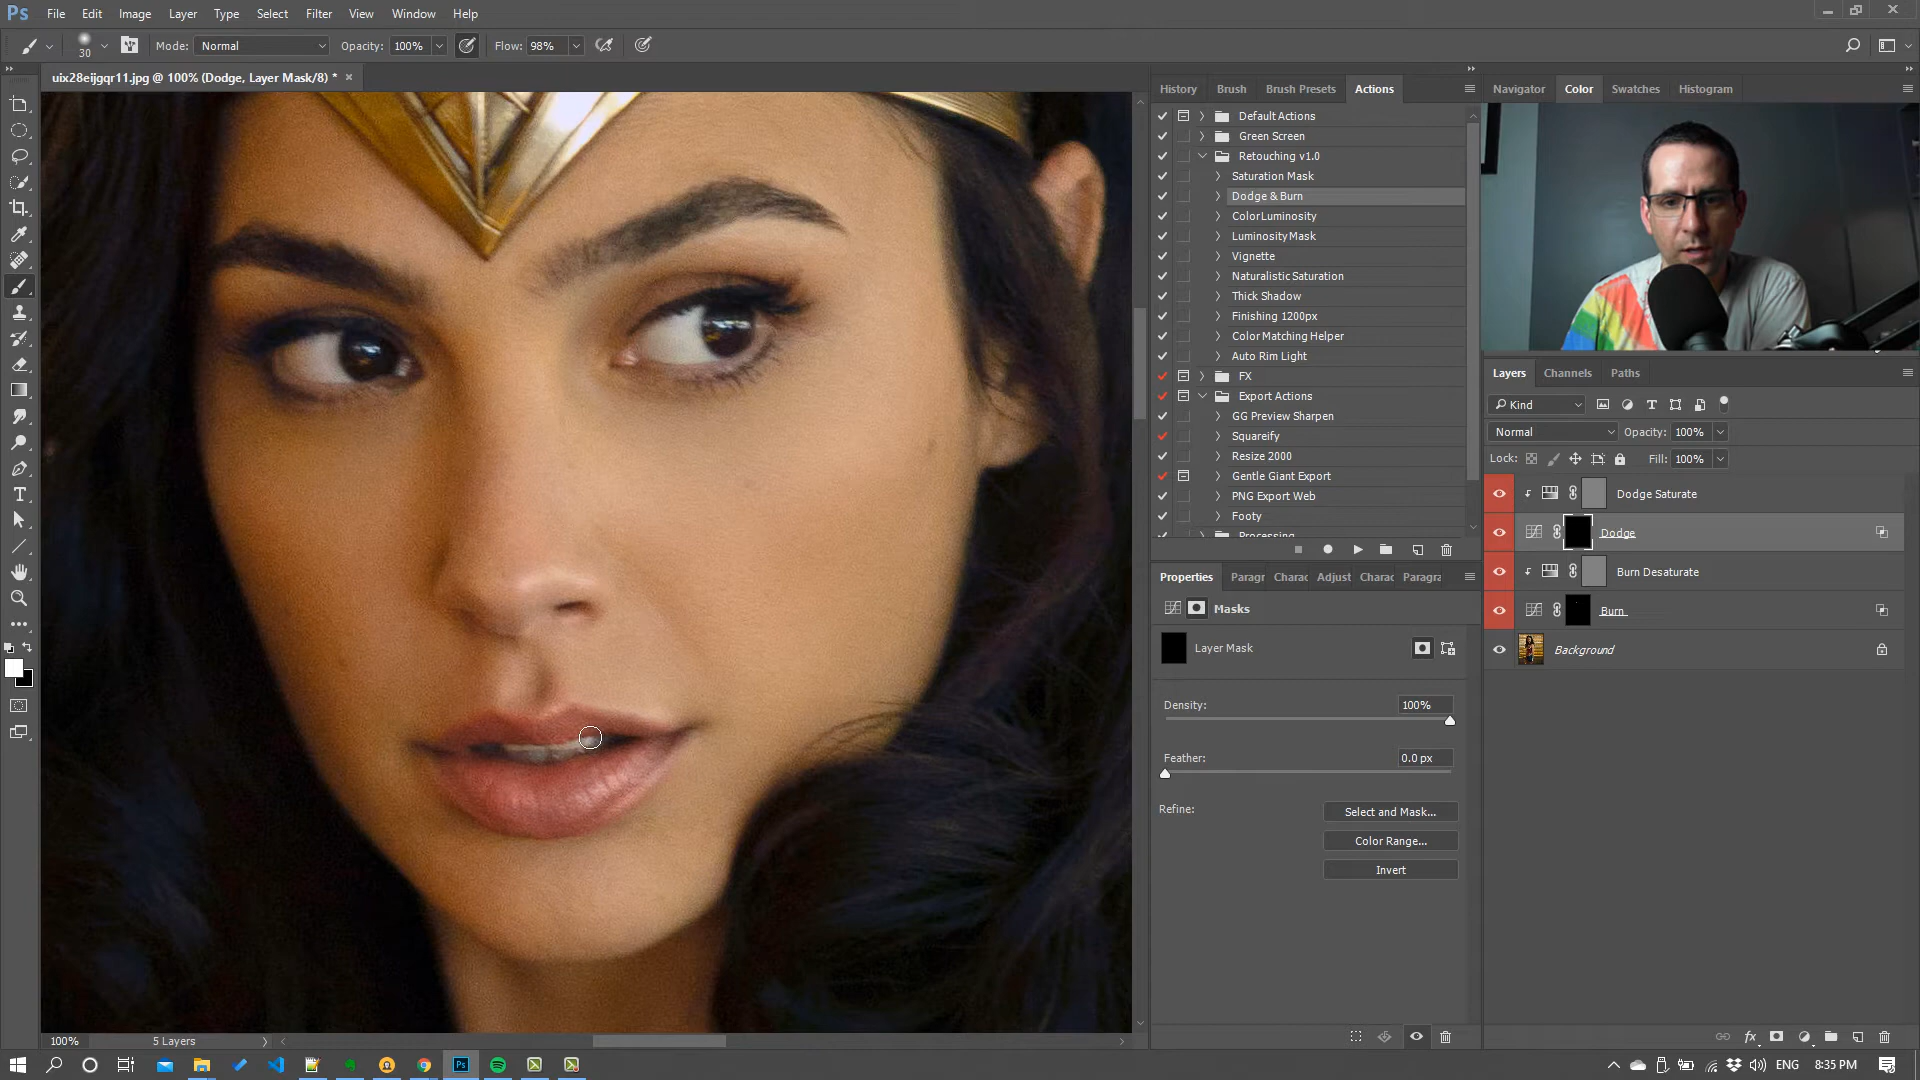 Ps File Edit Image Layer Type Select Filter View Window Help
30 Mode: Normal Opacity: 100% Flow: 98%
uix28eijgqr11.jpg @ 100% (Dodge, Layer Mask/8) *
History Brush Brush Presets Actions
Default Actions
Green Screen
Retouching v1.0
Saturation Mask
Dodge & Burn
ColorLuminosity
LuminosityMask
Vignette
Naturalistic Saturation
Thick Shadow
Finishing 1200px
Color Matching Helper
Auto Rim Light
FX
Export Actions
GG Preview Sharpen
Squareify
Resize 2000
Gentle Giant Export
PNG Export Web
Footy
Processing
Properties Paragr Charac Adjust Charac Paragra
Masks
Layer Mask
Density: 100%
Feather: 0.0 px
Refine: Select and Mask...
Color Range...
Invert
Navigator Color Swatches Histogram
Layers Channels Paths
Kind
Normal Opacity: 100%
Lock: Fill: 100%
Dodge Saturate
Dodge
Burn Desaturate
Burn
Background
fx
100% 5 Layers
Ps ENG 8:35 PM